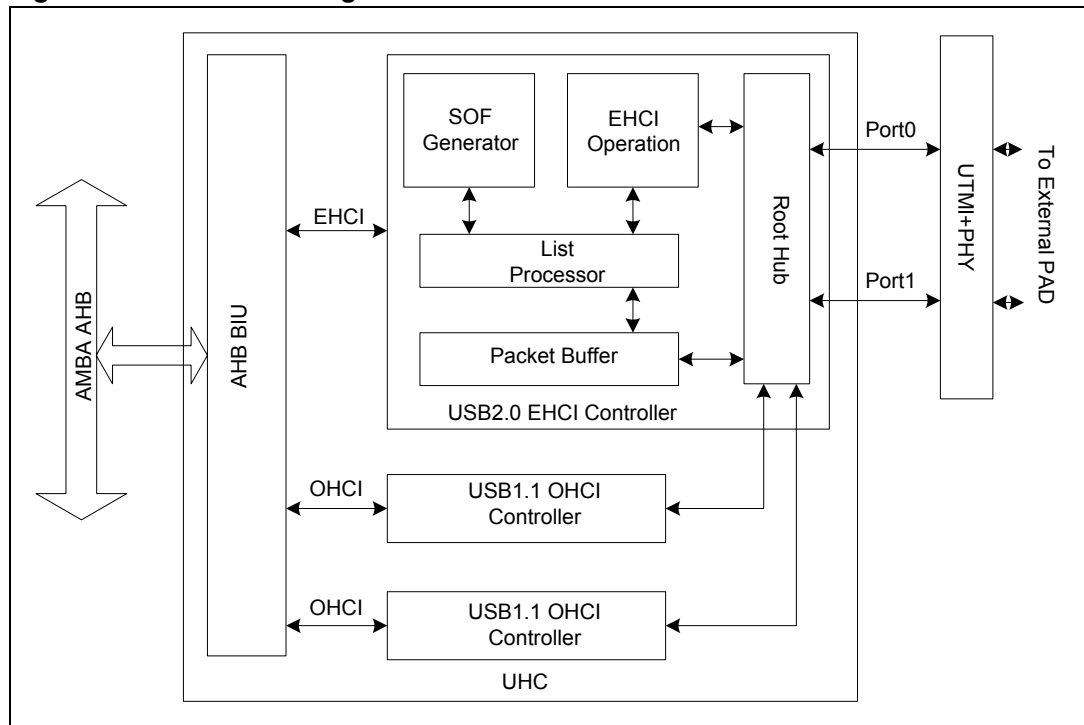 SOF
Generator
EHCI
Operation
Port0
EHCI
List
Processor
Root Hub
UTMI+PHY
To External PAD
AMBA AHB
AHB BIU
Port1
Packet Buffer
USB2.0 EHCI Controller
OHCI
USB1.1 OHCI
Controller
OHCI
USB1.1 OHCI
Controller
UHC